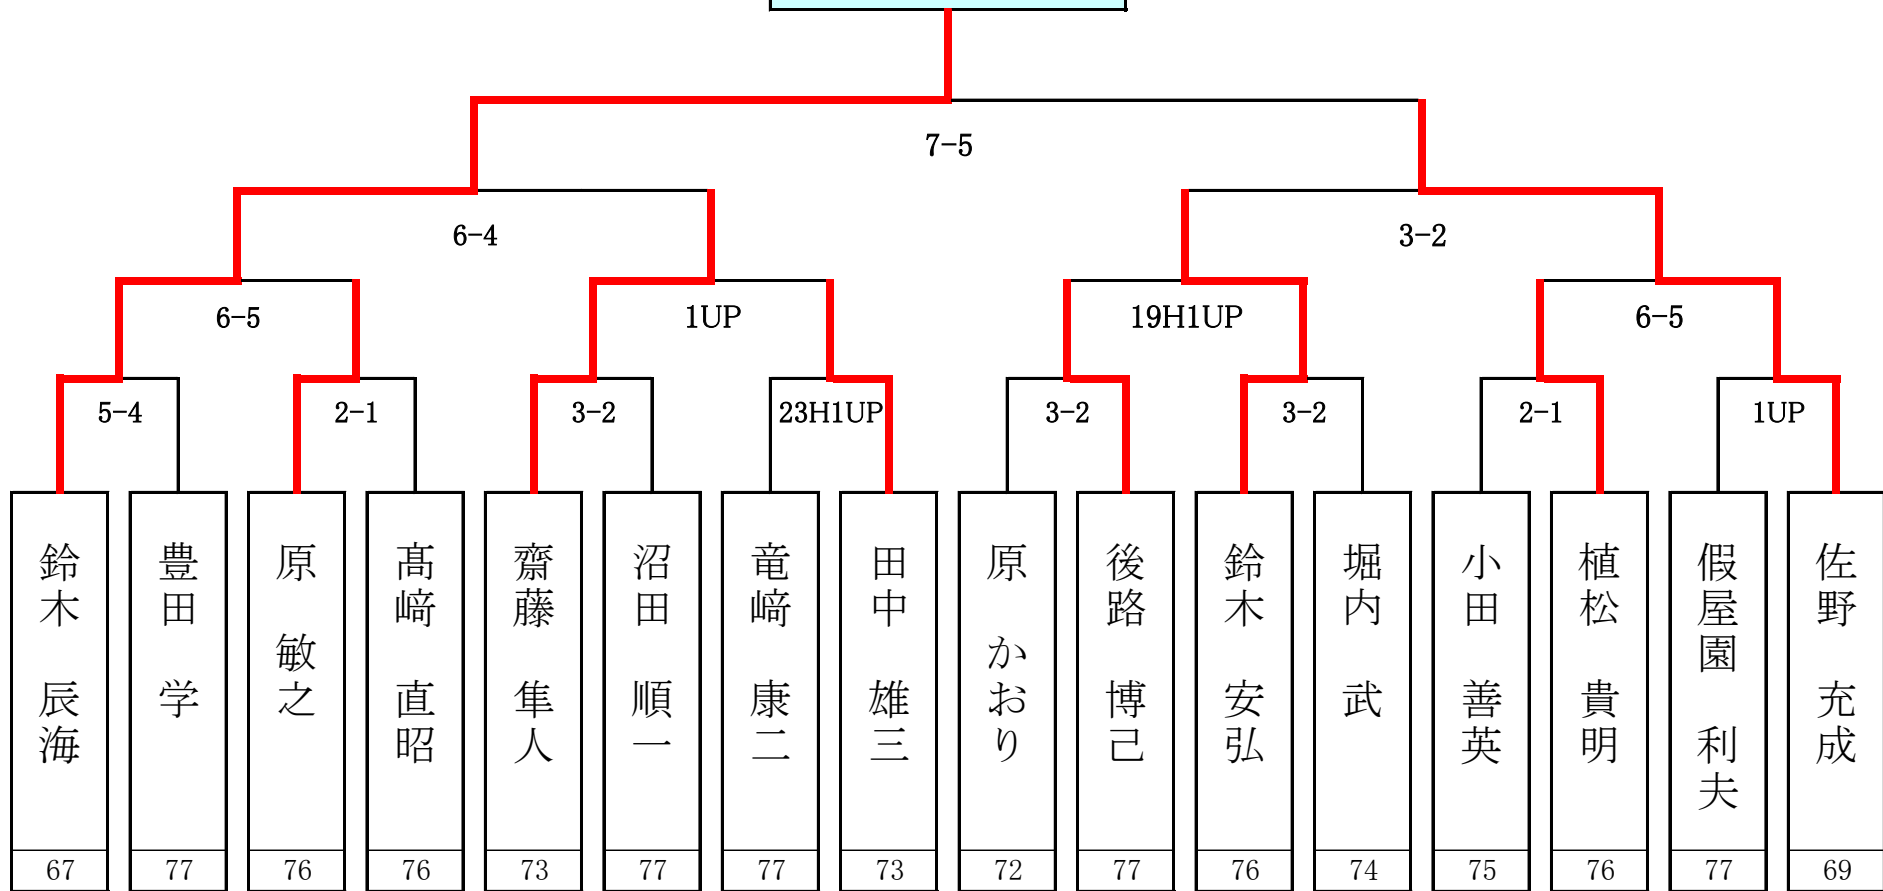 7-5
6-4
3-2
6-5
1UP
19H1UP
6-5
5-4
2-1
3-2
23H1UP
3-2
3-2
2-1
1UP
鈴木 辰海
豊田 学
原 敏之
髙﨑 直昭
齋藤 隼人
沼田 順一
竜﨑 康二
田中 雄三
原 かおり
後路 博己
鈴木 安弘
堀内 武
小田 善英
植松 貴明
假屋園 利夫
佐野 充成
67
77
76
76
73
77
77
73
72
77
76
74
75
76
77
69